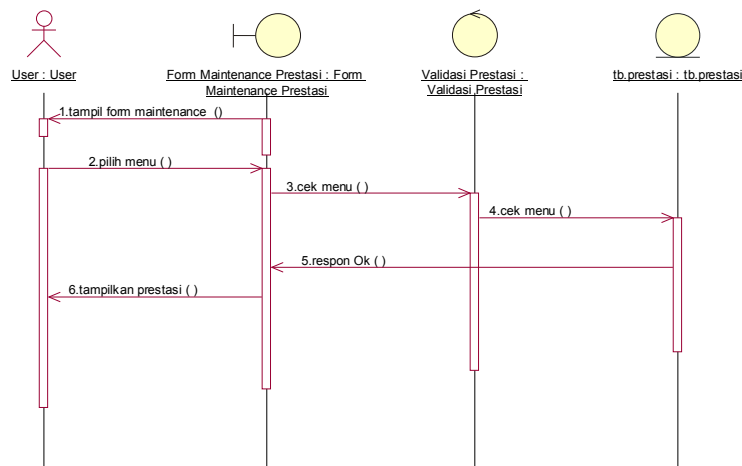 User : User
Form Maintenance Prestasi : Form
Maintenance Prestasi
Validasi Prestasi :
Validasi Prestasi
tb.prestasi : tb.prestasi
1.tampil form maintenance ()
2.pilih menu ( )
3.cek menu ( )
4.cek menu ( )
5.respon Ok ( )
6.tampilkan prestasi ( )